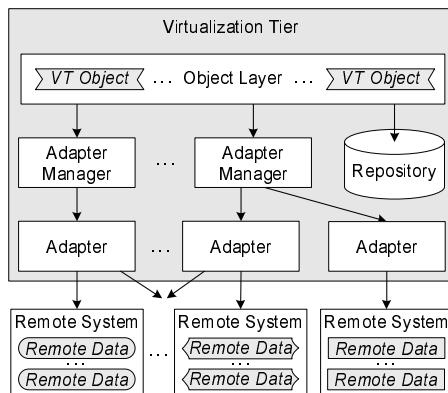 Virtualization Tier
VT Object ... Object Layer ... VT Object
Adapter Manager
...
Adapter Manager
Repository
Adapter
...
Adapter
Adapter
...
Remote System
Remote Data
...
Remote Data
...
Remote System
Remote Data
...
Remote Data
Remote System
Remote Data
...
Remote Data